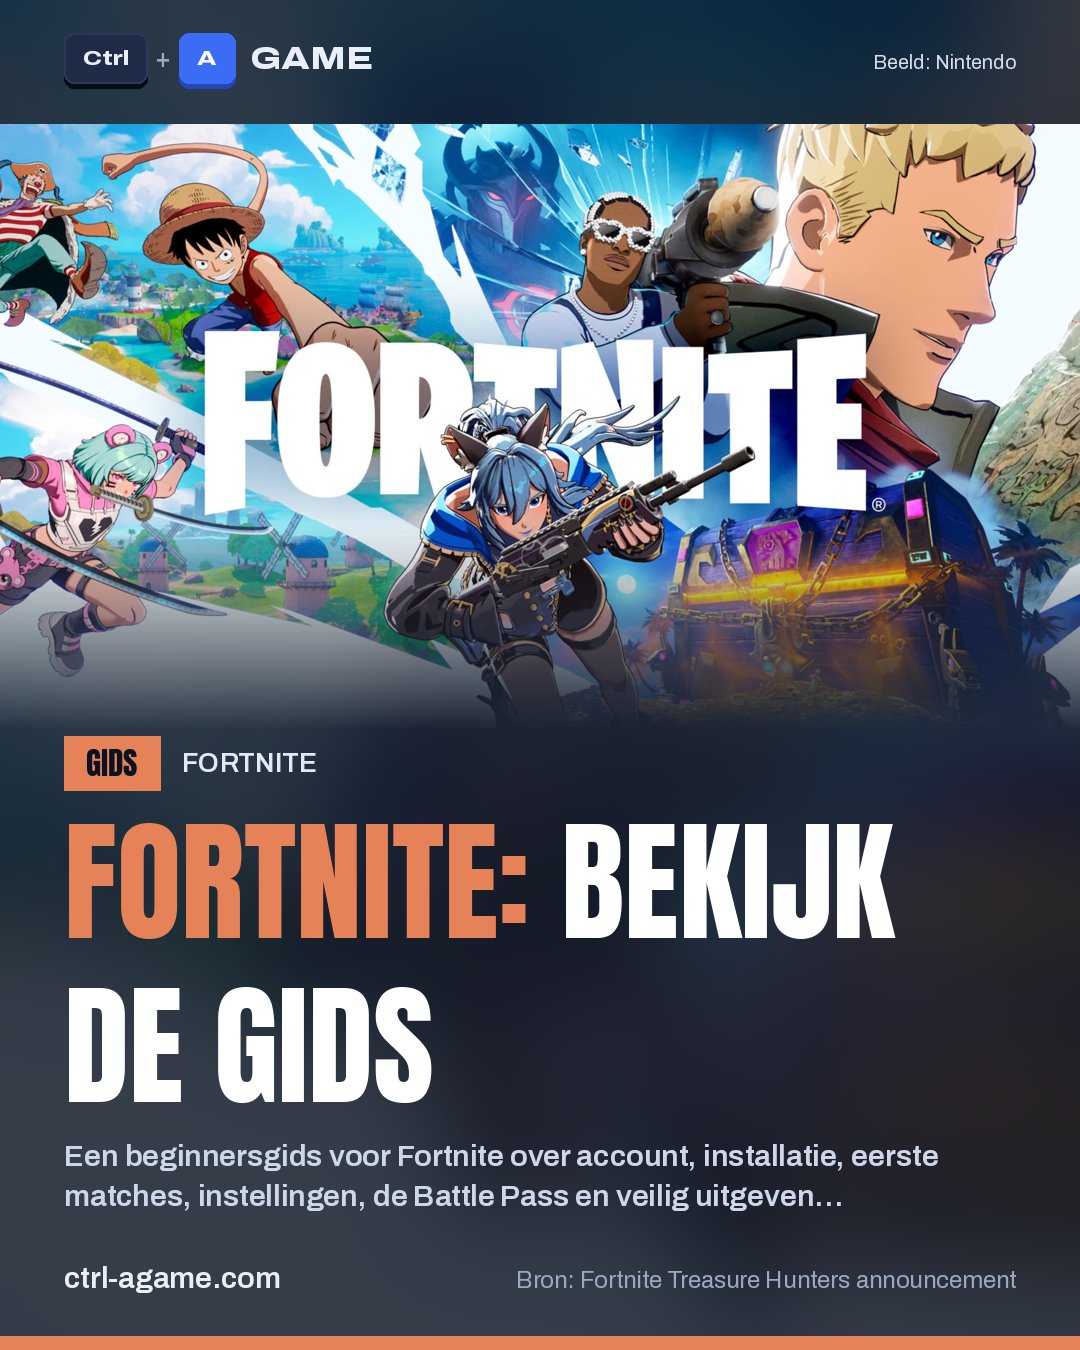 Ctrl + A GAME
Beeld: Nintendo
FORTNITE®
GIDS FORTNITE
FORTNITE: BEKIJK
DE GIDS
Een beginnersgids voor Fortnite over account, installatie, eerste
matches, instellingen, de Battle Pass en veilig uitgeven...
ctrl-agame.com
Bron: Fortnite Treasure Hunters announcement